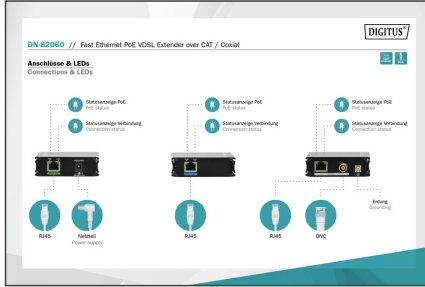 DIGITUS®
DN-82060 // Fast Ethernet PoE VDSL Extender over CAT / Coxial
Anschlüsse & LEDs
Connections & LEDs
PoE
Statusanzeige PoE
PoE status
Statusanzeige Verbindung
Connection status
Statusanzeige PoE
PoE status
Statusanzeige Verbindung
Connection status
Statusanzeige PoE
PoE status
Statusanzeige Verbindung
Connection status
RJ45
Netzteil
Power supply
RJ45
RJ45
BNC
Erdung
Grounding